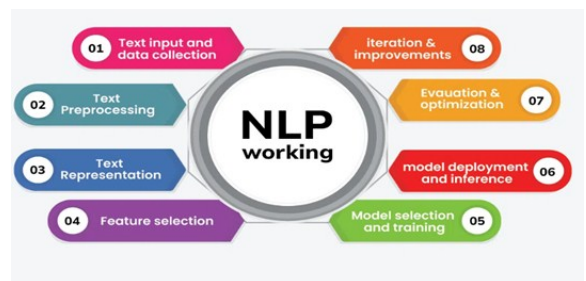 01 Text input and
data collection
02 Text
Preprocessing
03 Text
Representation
04 Feature selection
NLP
working
iteration & 08
improvements
Evauation & 07
optimization
model deployment 06
and inference
Model selection 05
and training